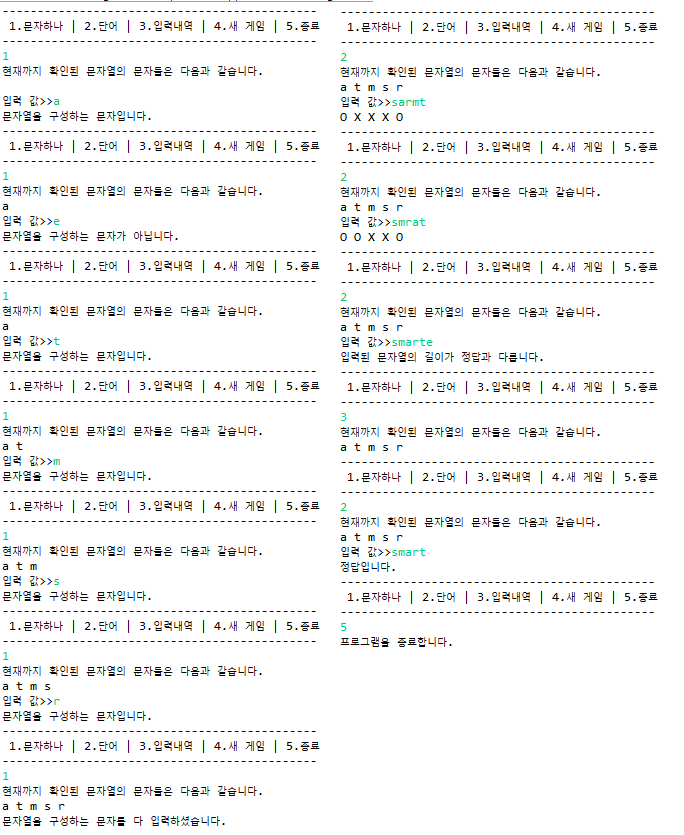 ---------------------------------------------
1.문자하나 | 2.단어 | 3.입력내역 | 4.새 게임 | 5.종료
---------------------------------------------
1
현재까지 확인된 문자열의 문자들은 다음과 같습니다.
입력 값>>a
문자열을 구성하는 문자입니다.
---------------------------------------------
1.문자하나 | 2.단어 | 3.입력내역 | 4.새 게임 | 5.종료
---------------------------------------------
1
현재까지 확인된 문자열의 문자들은 다음과 같습니다.
a
입력 값>>e
문자열을 구성하는 문자가 아닙니다.
---------------------------------------------
1.문자하나 | 2.단어 | 3.입력내역 | 4.새 게임 | 5.종료
---------------------------------------------
1
현재까지 확인된 문자열의 문자들은 다음과 같습니다.
a
입력 값>>t
문자열을 구성하는 문자입니다.
---------------------------------------------
1.문자하나 | 2.단어 | 3.입력내역 | 4.새 게임 | 5.종료
---------------------------------------------
1
현재까지 확인된 문자열의 문자들은 다음과 같습니다.
a t
입력 값>>m
문자열을 구성하는 문자입니다.
---------------------------------------------
1.문자하나 | 2.단어 | 3.입력내역 | 4.새 게임 | 5.종료
---------------------------------------------
1
현재까지 확인된 문자열의 문자들은 다음과 같습니다.
a t m
입력 값>>s
문자열을 구성하는 문자입니다.
---------------------------------------------
1.문자하나 | 2.단어 | 3.입력내역 | 4.새 게임 | 5.종료
---------------------------------------------
1
현재까지 확인된 문자열의 문자들은 다음과 같습니다.
a t m s
입력 값>>r
문자열을 구성하는 문자입니다.
---------------------------------------------
1.문자하나 | 2.단어 | 3.입력내역 | 4.새 게임 | 5.종료
---------------------------------------------
1
현재까지 확인된 문자열의 문자들은 다음과 같습니다.
a t m s r
문자열을 구성하는 문자를 다 입력하셨습니다.
---------------------------------------------
1.문자하나 | 2.단어 | 3.입력내역 | 4.새 게임 | 5.종료
---------------------------------------------
2
현재까지 확인된 문자열의 문자들은 다음과 같습니다.
a t m s r
입력 값>>sarmt
O X X X O
---------------------------------------------
1.문자하나 | 2.단어 | 3.입력내역 | 4.새 게임 | 5.종료
---------------------------------------------
2
현재까지 확인된 문자열의 문자들은 다음과 같습니다.
a t m s r
입력 값>>smrat
O O X X O
---------------------------------------------
1.문자하나 | 2.단어 | 3.입력내역 | 4.새 게임 | 5.종료
---------------------------------------------
2
현재까지 확인된 문자열의 문자들은 다음과 같습니다.
a t m s r
입력 값>>smarte
입력된 문자열의 길이가 정답과 다릅니다.
---------------------------------------------
1.문자하나 | 2.단어 | 3.입력내역 | 4.새 게임 | 5.종료
---------------------------------------------
3
현재까지 확인된 문자열의 문자들은 다음과 같습니다.
a t m s r
---------------------------------------------
1.문자하나 | 2.단어 | 3.입력내역 | 4.새 게임 | 5.종료
---------------------------------------------
2
현재까지 확인된 문자열의 문자들은 다음과 같습니다.
a t m s r
입력 값>>smart
정답입니다.
---------------------------------------------
1.문자하나 | 2.단어 | 3.입력내역 | 4.새 게임 | 5.종료
---------------------------------------------
5
프로그램을 종료합니다.